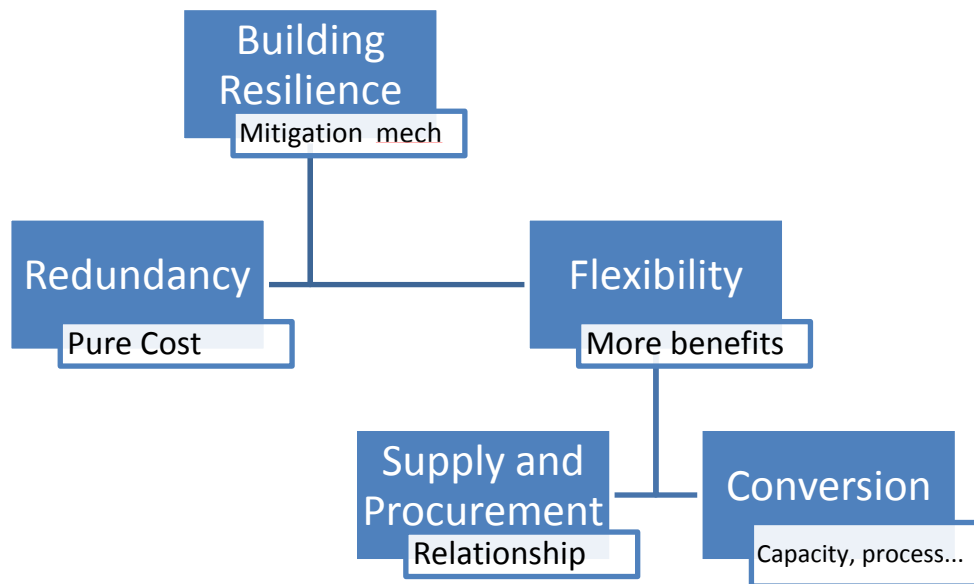 Building
Resilience
Mitigation mech
Redundancy
Pure Cost
Flexibility
More benefits
Supply and
Procurement
Relationship
Conversion
Capacity, process...